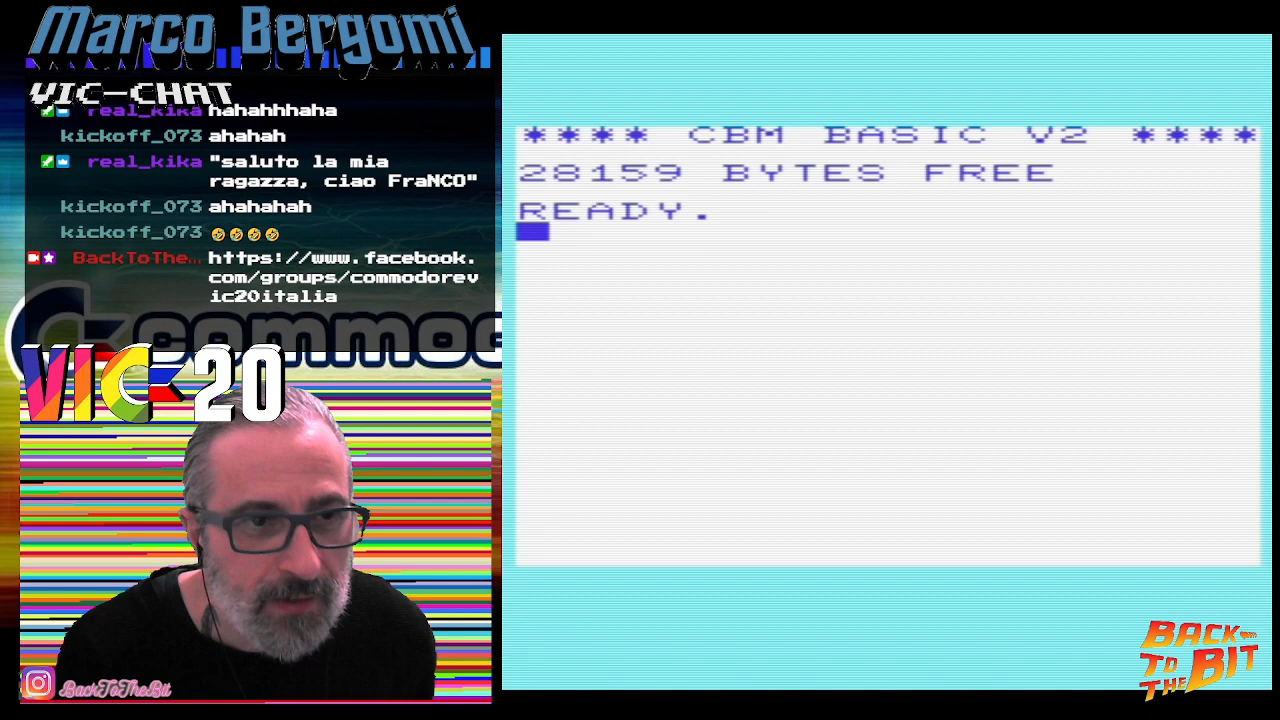 Marco Bergomi
VIC-CHAT
real_kika hahahhhaha
kickoff_073 ahahah
real_kika "saluto la mia
ragazza, ciao FraNCO"
kickoff_073 ahahahah
kickoff_073 🤣🤣🤣🤣
BackToThe... https://www.facebook.
com/groups/commodorev
ic20italia
commod
VIC 20
BackToTheBit
**** CBM BASIC V2 ****
28159 BYTES FREE
READY.
BACK
TO
THE BIT